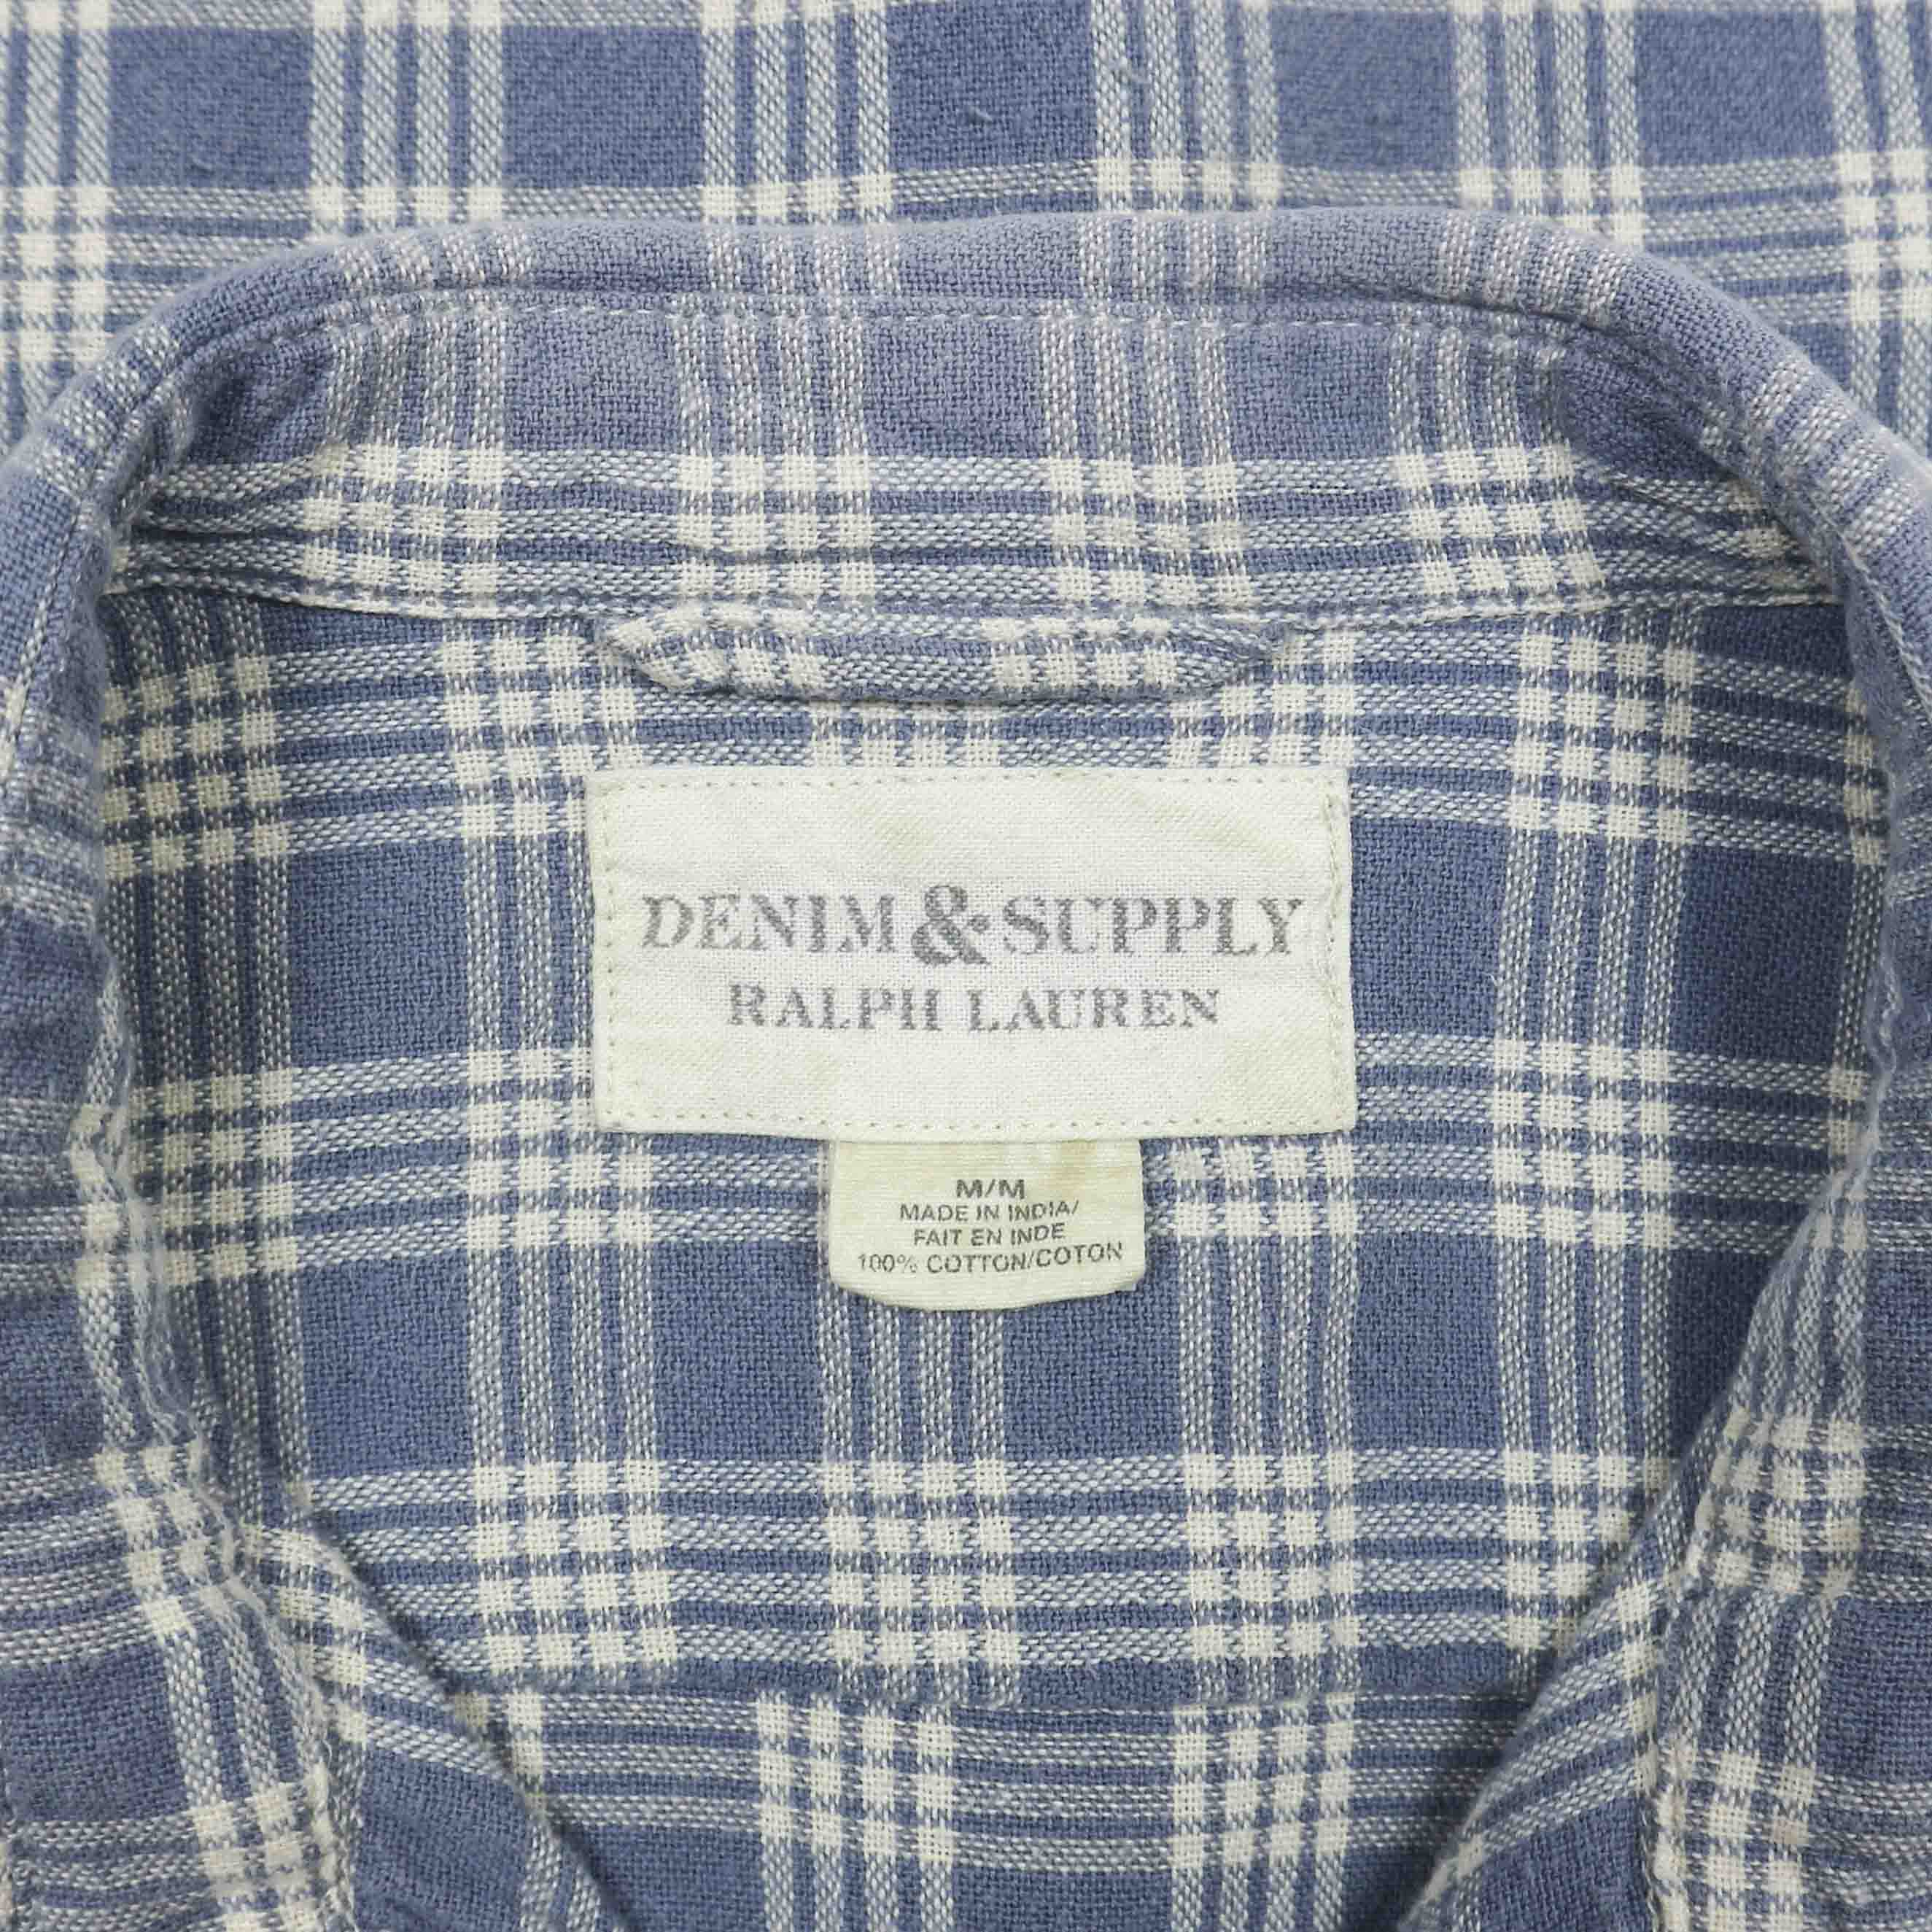 DENIM & SUPPLY
RALPH LAUREN
M/M
MADE IN INDIA/
FAIT EN INDE
100% COTTON/COTON